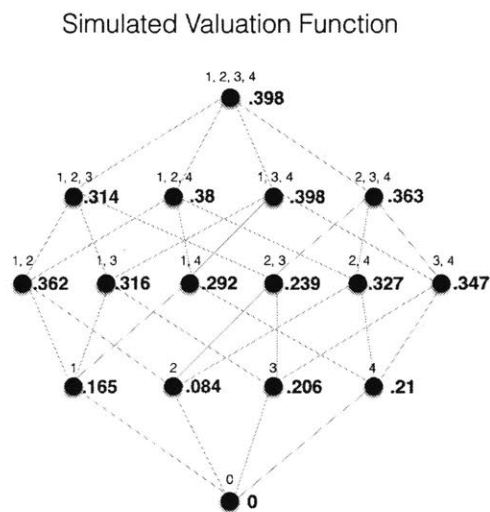 Simulated Valuation Function
1, 2, 3, 4
.398
1, 2, 3 1, 2, 4 1, 3, 4 2, 3, 4
.314 .38 .398 .363
1, 2 1, 3 1, 4 2, 3 2, 4 3, 4
.362 .316 .292 .239 .327 .347
1 2 3 4
.165 .084 .206 .21
0
0